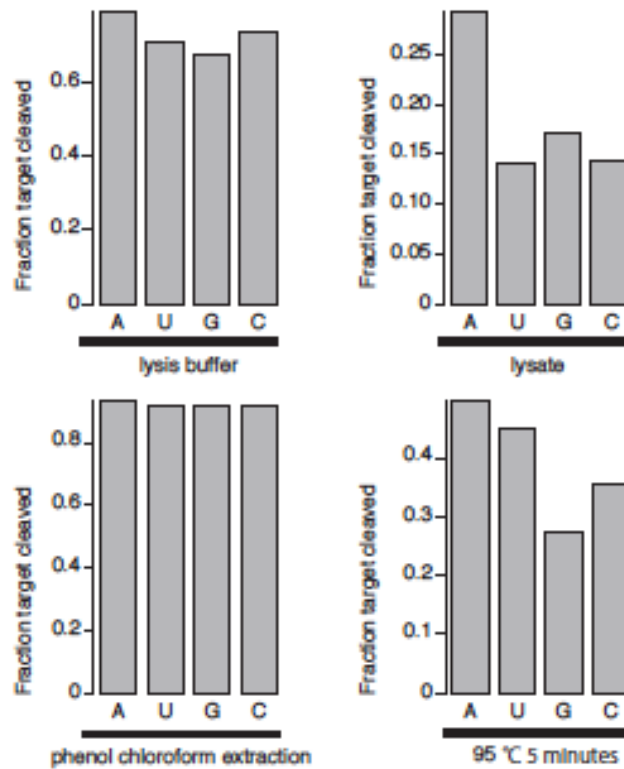 Fraction target cleaved
0.6
0.4
0.2
0
A U G C
lysis buffer
Fraction target cleaved
0.25
0.20
0.15
0.10
0.05
0
A U G C
lysate
Fraction target cleaved
0.8
0.6
0.4
0.2
0
A U G C
phenol chloroform extraction
Fraction target cleaved
0.4
0.3
0.2
0.1
0
A U G C
95 °C 5 minutes